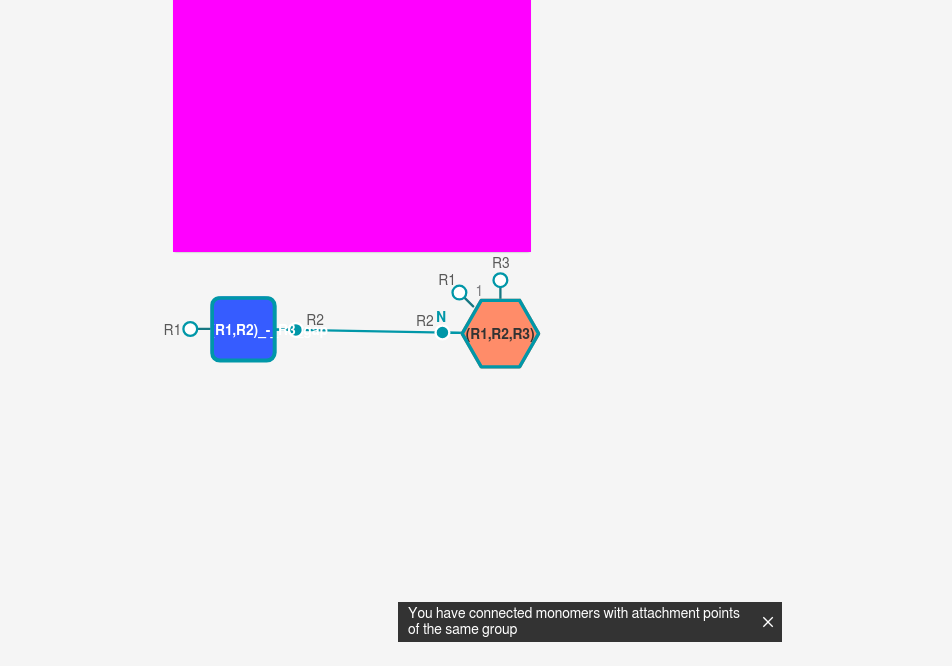 R3
R1
1
N
R2
R2
R1
R1,R2)_-_R3_gap
(R1,R2,R3)
You have connected monomers with attachment points
of the same group